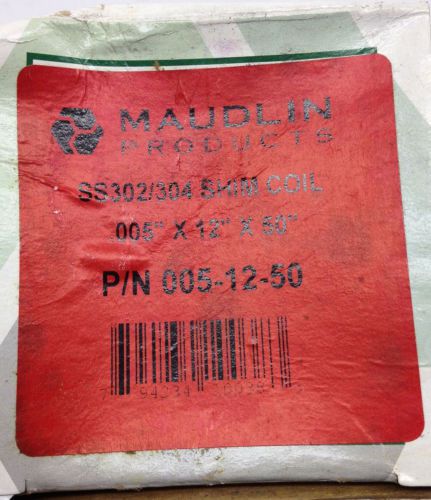 MAUDLIN
PRODUCTS
SS302/304 SHIM COIL
.005" X 12" X 50"
P/N 005-12-50